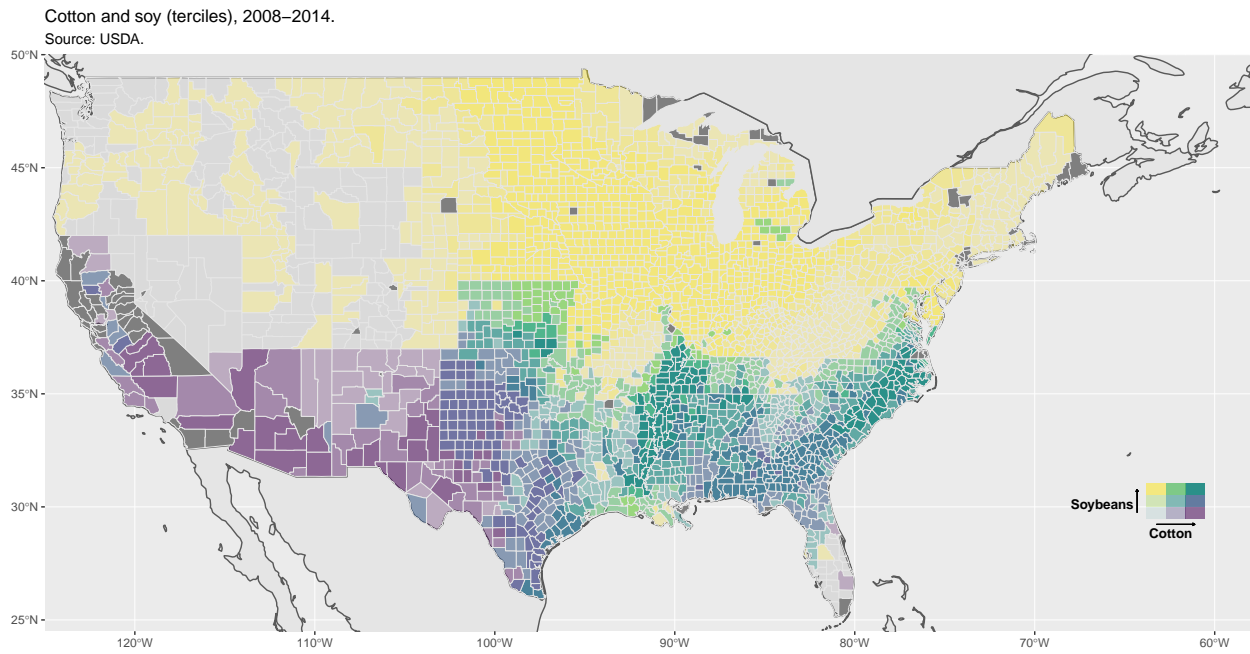 Cotton and soy (terciles), 2008−2014.
Source: USDA.
50°N
45°N
40°N
35°N
30°N
25°N
Soybeans
Cotton
120°W 110°W 100°W 90°W 80°W 70°W 60°W